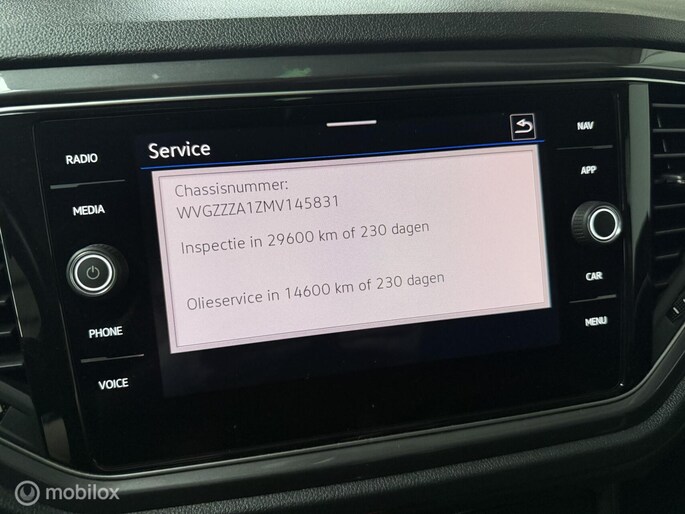 RADIO
MEDIA
PHONE
VOICE
Service
Chassisnummer:
WVGZZZA1ZMV145831
Inspectie in 29600 km of 230 dagen
Olieservice in 14600 km of 230 dagen
NAV
APP
CAR
MENU
mobilox